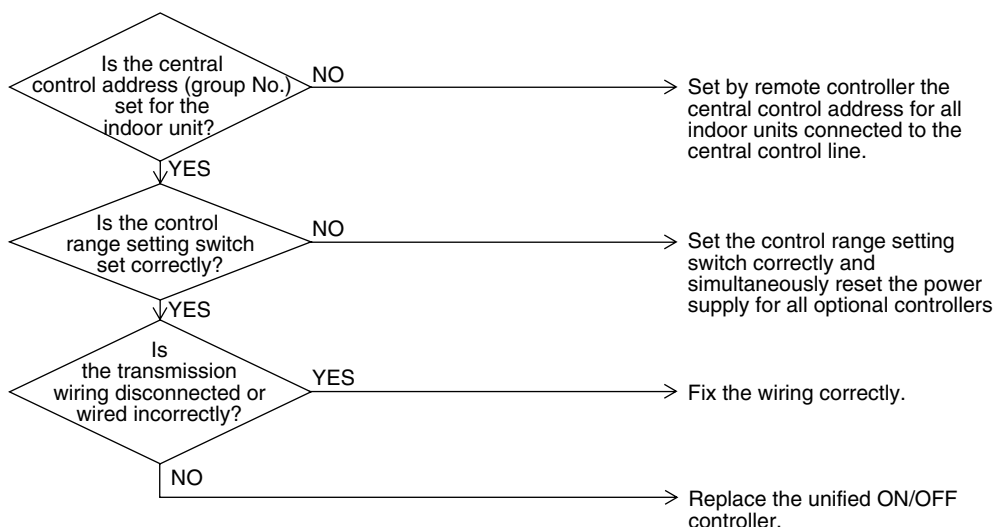 Is the central
control address (group No.)
set for the
indoor unit?
NO
Set by remote controller the
central control address for all
indoor units connected to the
central control line.
YES
Is the control
range setting switch
set correctly?
NO
Set the control range setting
switch correctly and
simultaneously reset the power
supply for all optional controllers
YES
Is
the transmission
wiring disconnected or
wired incorrectly?
YES
Fix the wiring correctly.
NO
Replace the unified ON/OFF
controller.